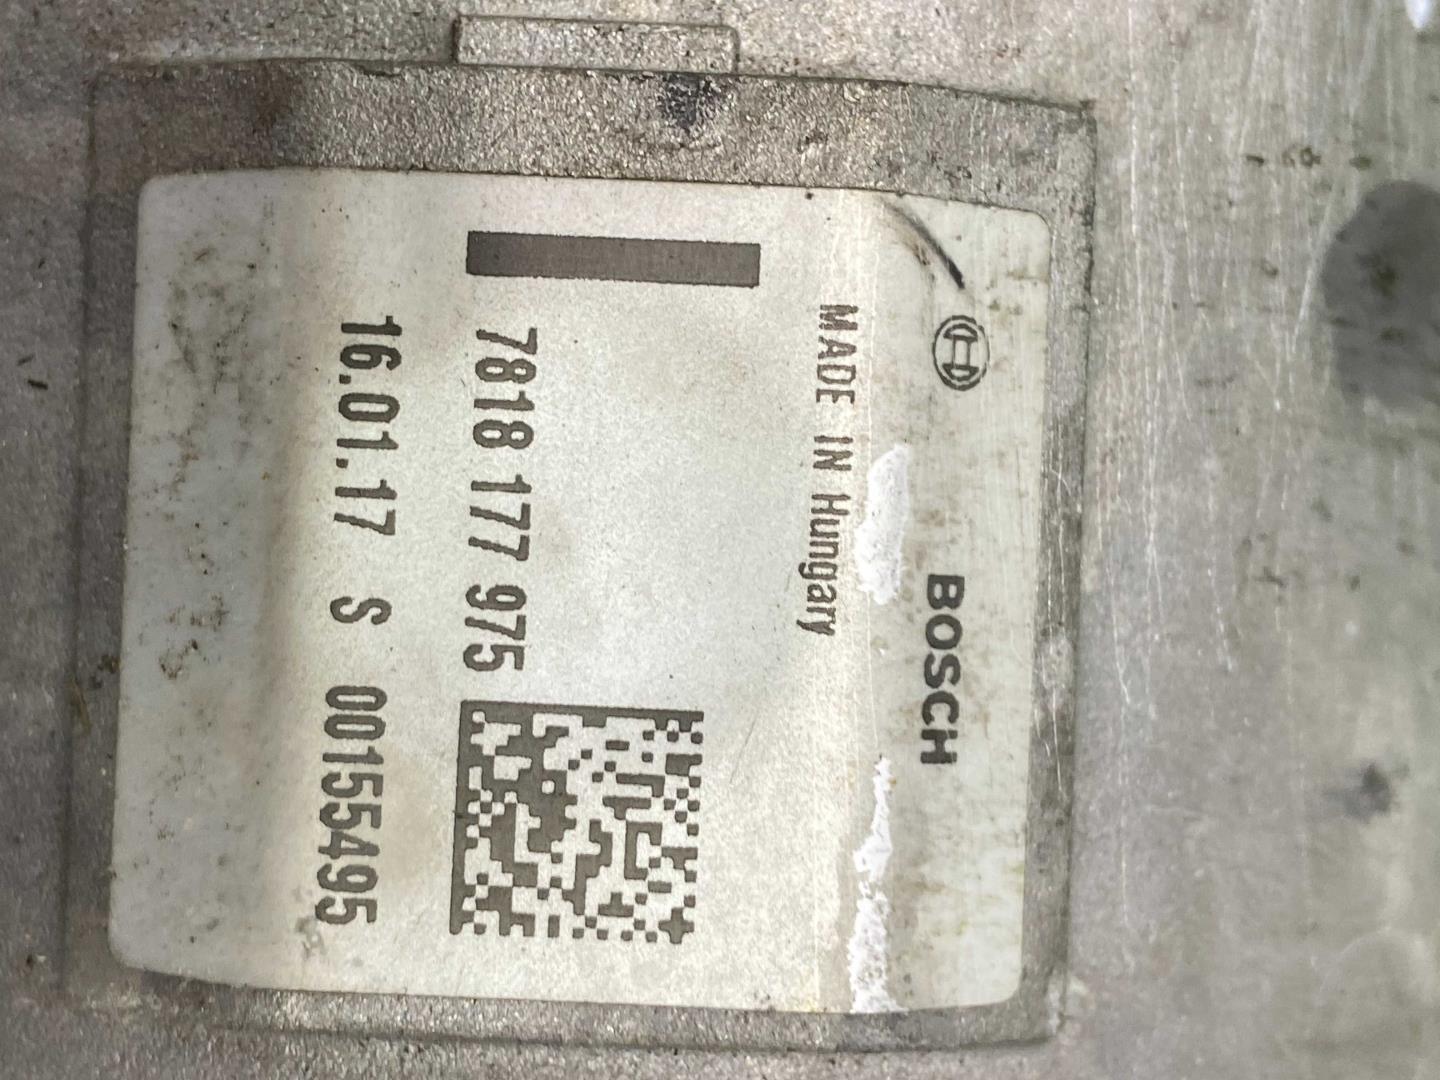 BOSCH
MADE IN Hungary
7818 177 975
16.01.17 S 00155495